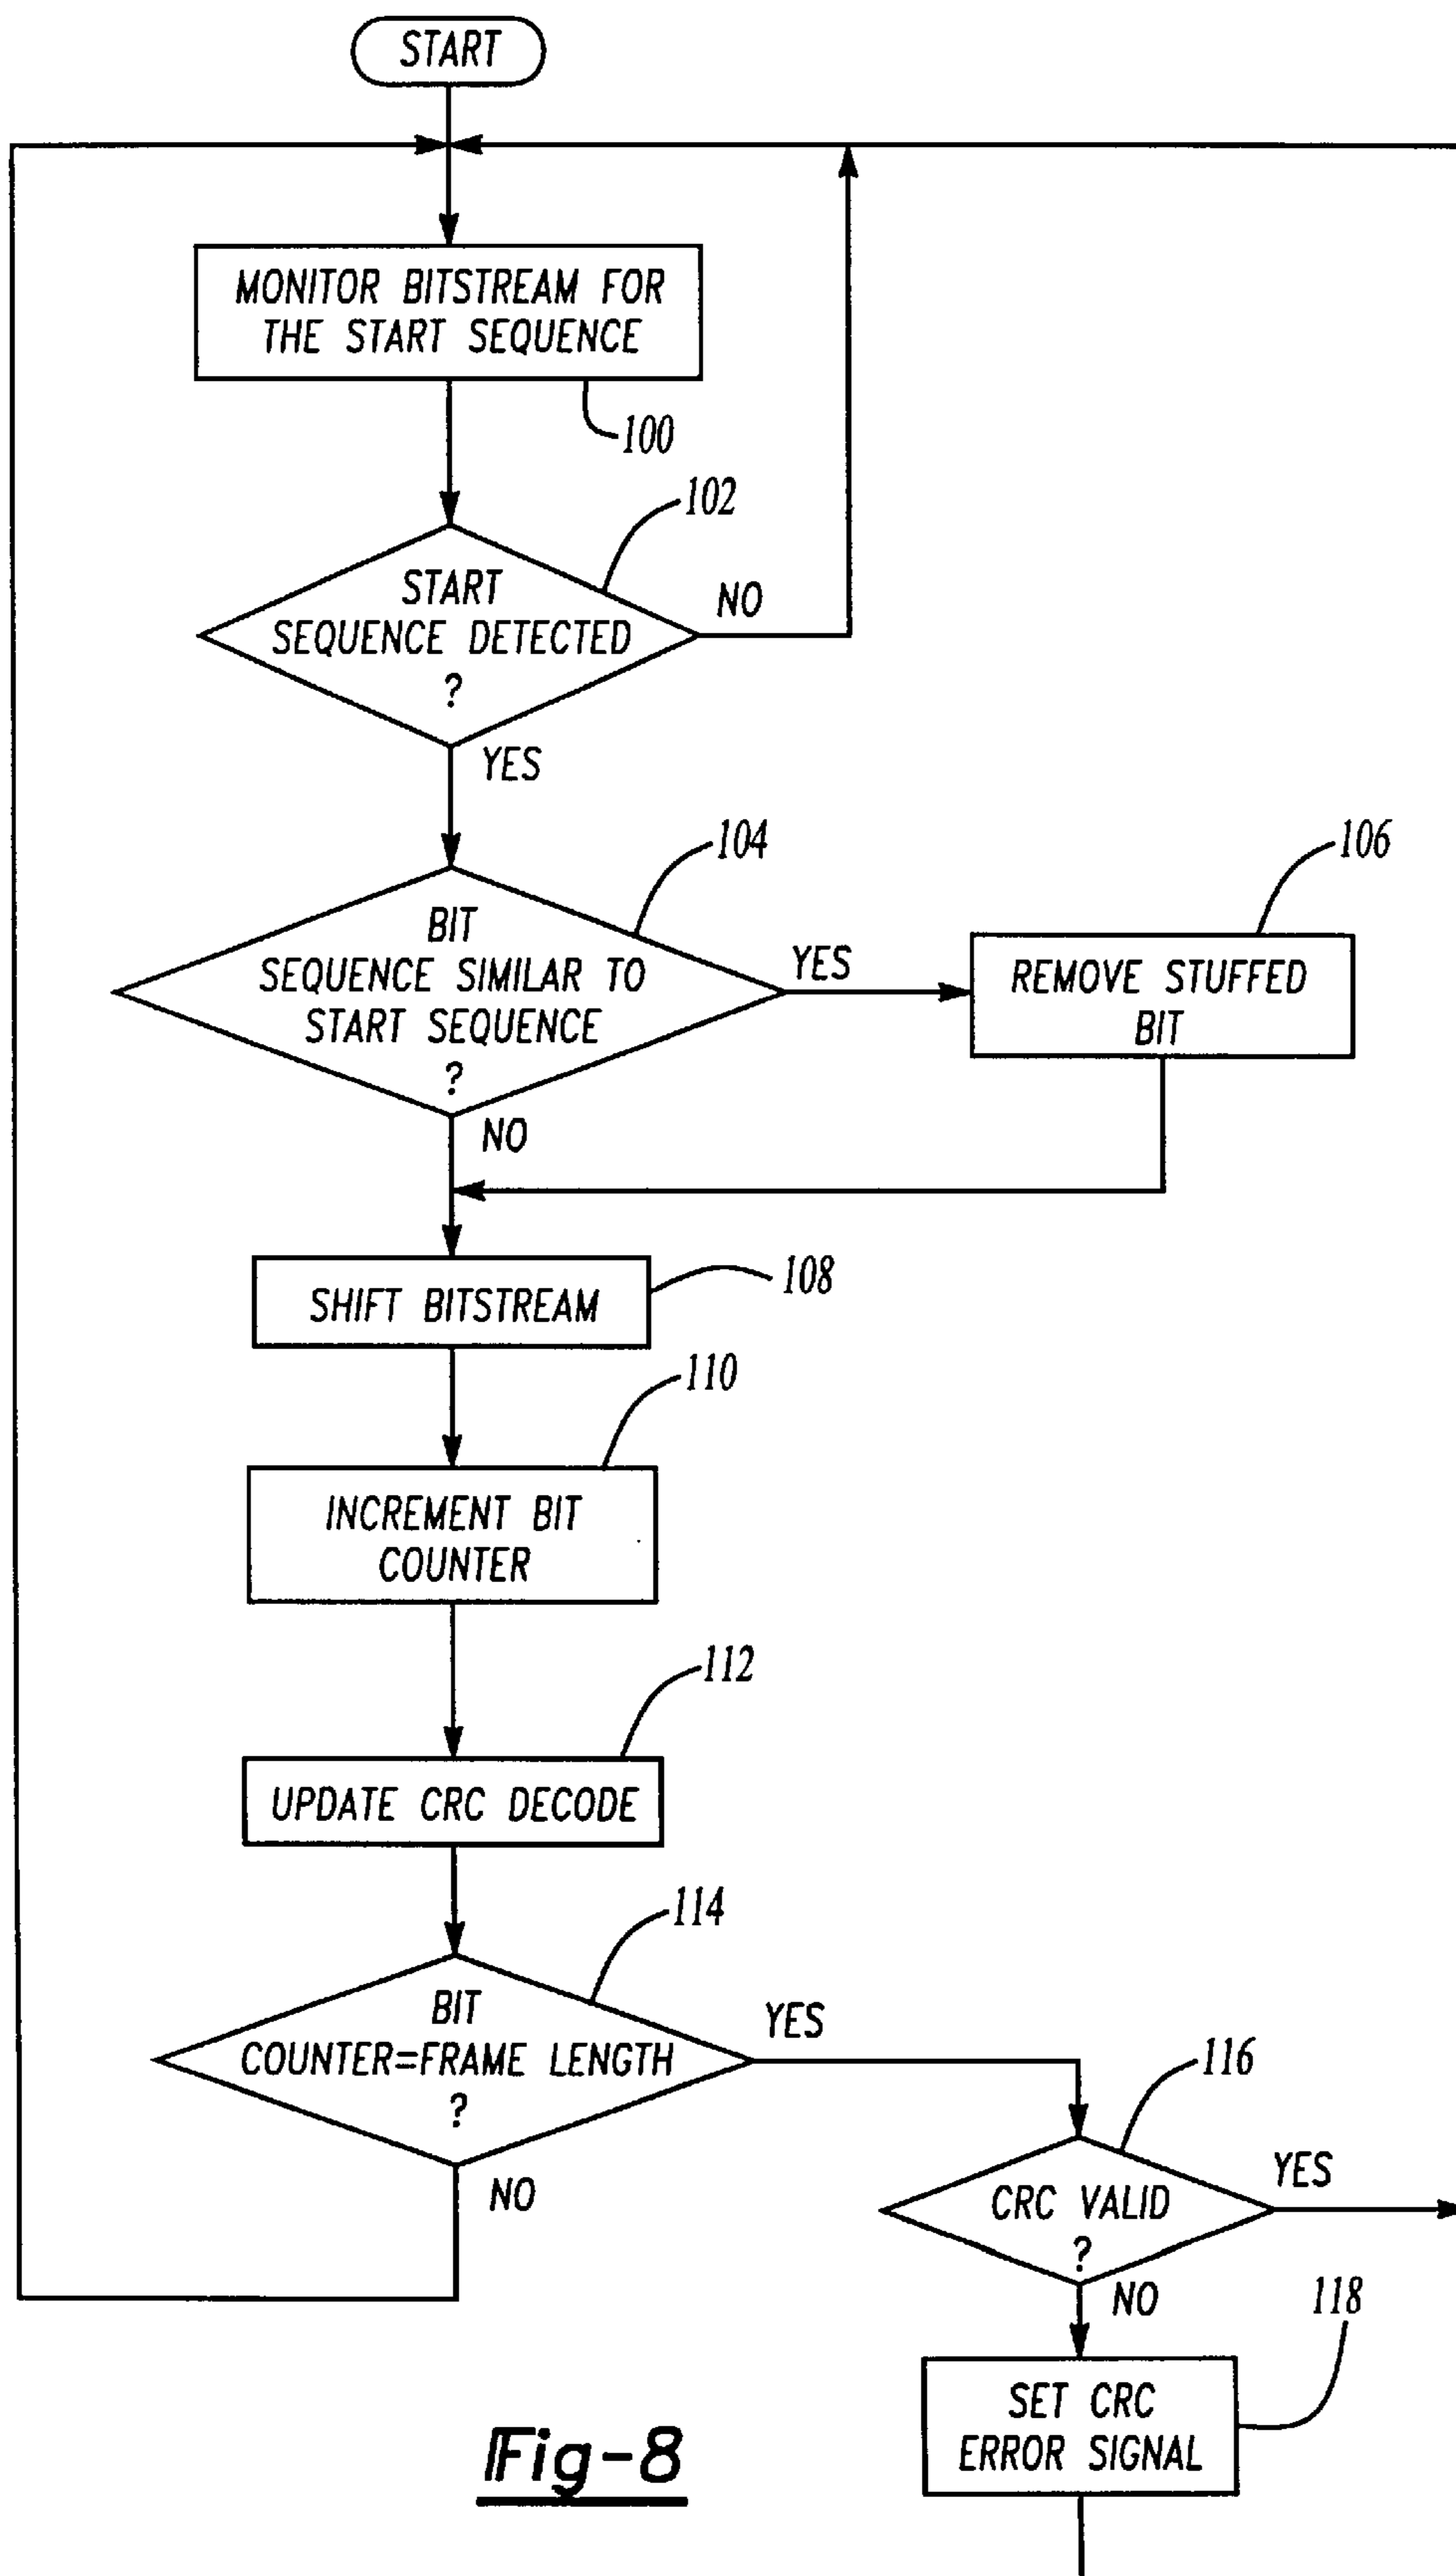 START
MONITOR BITSTREAM FOR
THE START SEQUENCE
100
102
START
SEQUENCE DETECTED
?
NO
YES
104
BIT
SEQUENCE SIMILAR TO
START SEQUENCE
?
YES
106
REMOVE STUFFED
BIT
NO
SHIFT BITSTREAM
108
110
INCREMENT BIT
COUNTER
112
UPDATE CRC DECODE
114
BIT
COUNTER=FRAME LENGTH
?
YES
NO
116
CRC VALID
?
YES
NO
118
SET CRC
ERROR SIGNAL
Fig-8